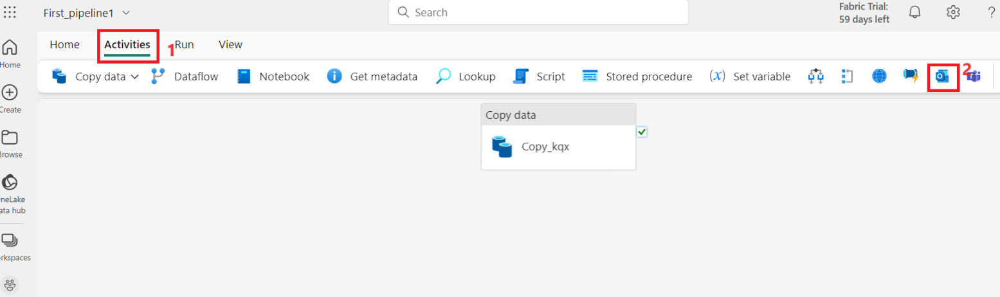 First_pipeline1
Search
Fabric Trial:
59 days left
?
Home
Activities
1
Run
View
Copy data
Dataflow
Notebook
Get metadata
Lookup
Script
Stored procedure
(x)
Set variable
2
Home
Create
Browse
neLake
ata hub
rkspaces
Copy data
Copy_kqx